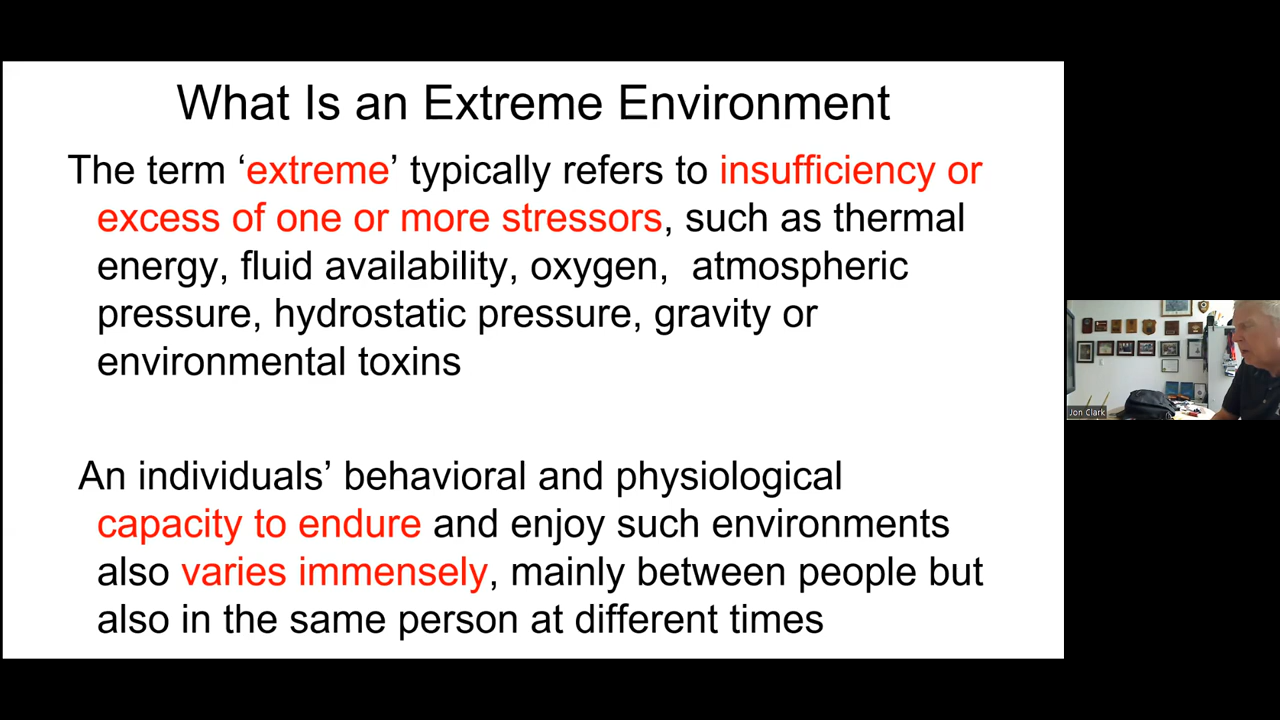 What Is an Extreme Environment
The term ‘extreme’ typically refers to insufficiency or
excess of one or more stressors, such as thermal
energy, fluid availability, oxygen,  atmospheric
pressure, hydrostatic pressure, gravity or
environmental toxins
An individuals’ behavioral and physiological
capacity to endure and enjoy such environments
also varies immensely, mainly between people but
also in the same person at different times
Jon Clark